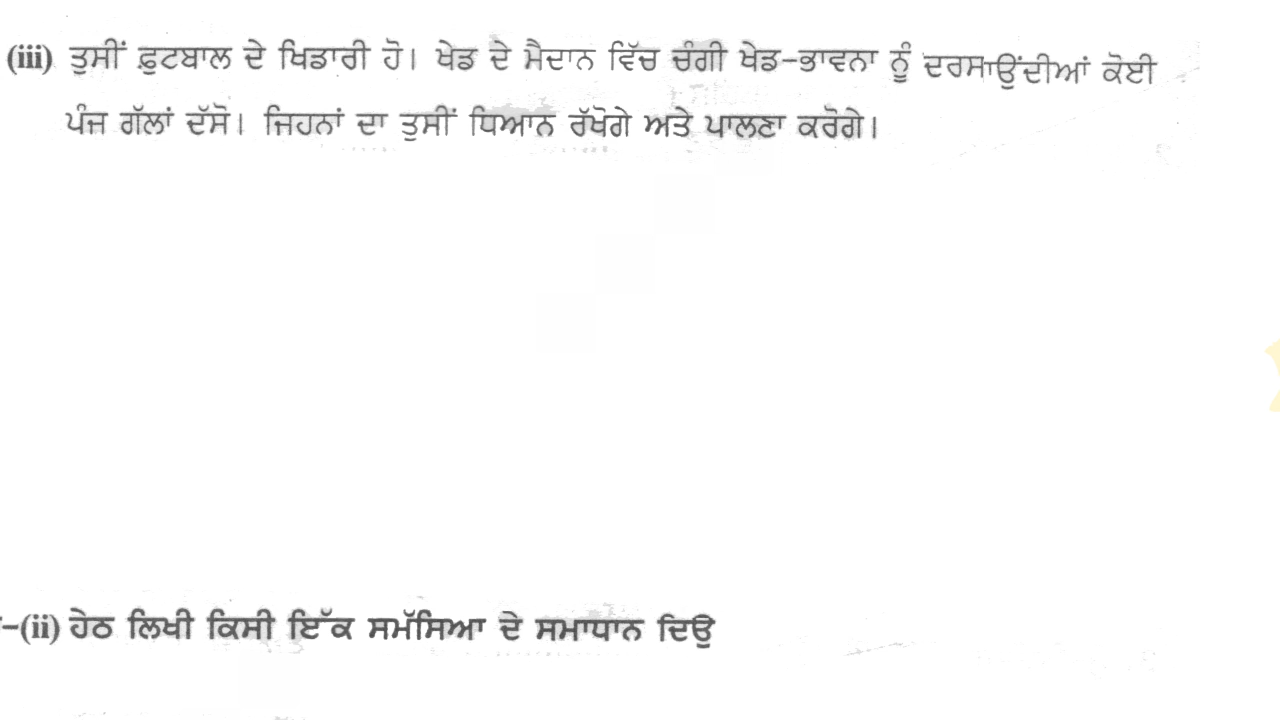 (iii) ਤੁਸੀਂ ਫ਼ੁਟਬਾਲ ਦੇ ਖਿਡਾਰੀ ਹੋ। ਖੇਡ ਦੇ ਮੈਦਾਨ ਵਿੱਚ ਚੰਗੀ ਖੇਡ-ਭਾਵਨਾ ਨੂੰ ਦਰਸਾਉਂਦੀਆਂ ਕੋਈ
ਪੰਜ ਗੱਲਾਂ ਦੱਸੋ। ਜਿਹਨਾਂ ਦਾ ਤੁਸੀਂ ਧਿਆਨ ਰੱਖੋਗੇ ਅਤੇ ਪਾਲਣਾ ਕਰੋਗੇ।
-(ii) ਹੇਠ ਲਿਖੀ ਕਿਸੀ ਇੱਕ ਸਮੱਸਿਆ ਦੇ ਸਮਾਧਾਨ ਦਿਉ